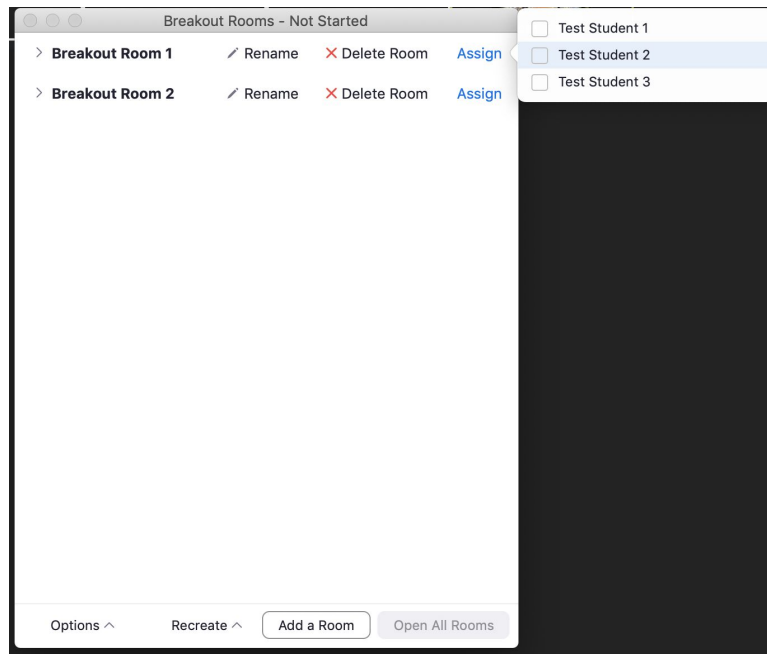 Breakout Rooms - Not Started
Breakout Room 1 Rename Delete Room Assign
Breakout Room 2 Rename Delete Room Assign
Test Student 1
Test Student 2
Test Student 3
Options Recreate Add a Room Open All Rooms